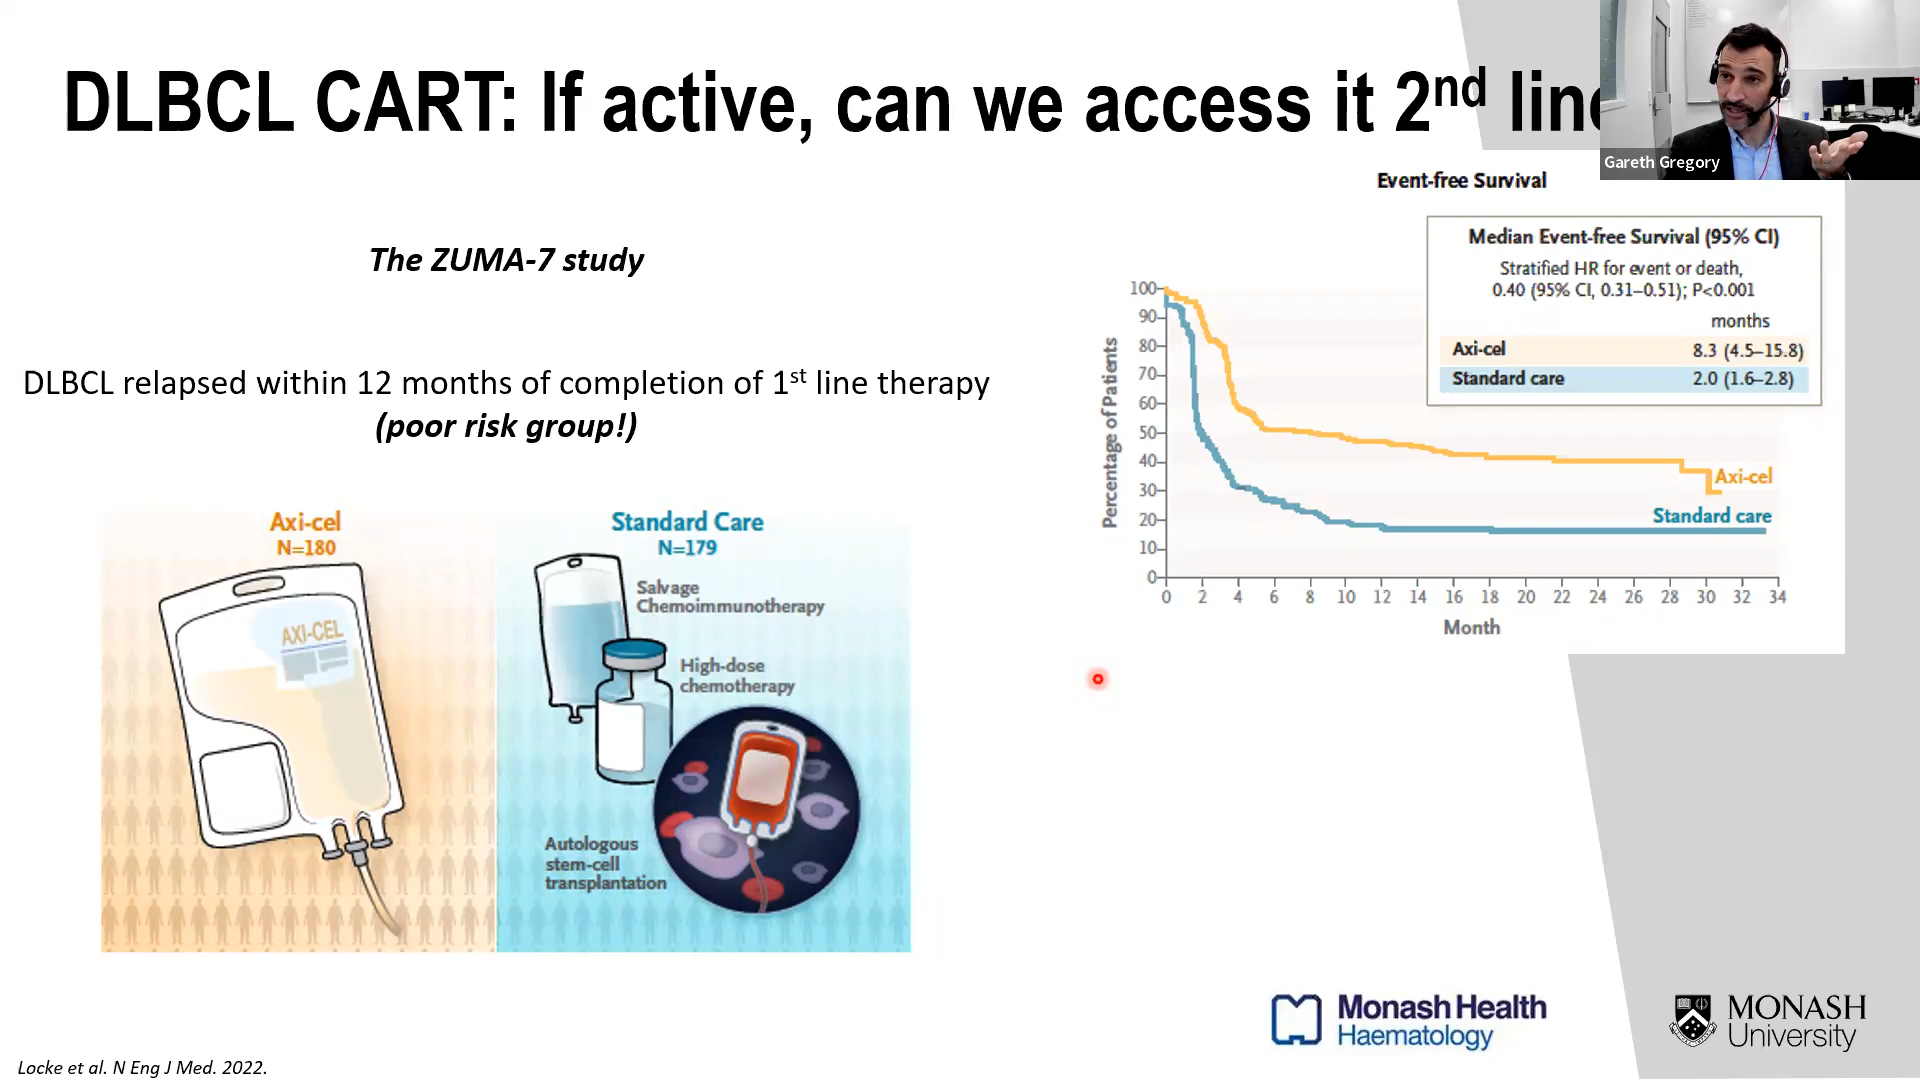 DLBCL CART: If active, can we access it 2nd line
Gareth Gregory
The ZUMA-7 study
DLBCL relapsed within 12 months of completion of 1st line therapy
(poor risk group!)
Axi-cel
N=180
AXI-CEL
Standard Care
N=179
Salvage
Chemoimmunotherapy
High-dose
chemotherapy
Autologous
stem-cell
transplantation
Event-free Survival
Median Event-free Survival (95% CI)
Stratified HR for event or death,
0.40 (95% CI, 0.31–0.51); P<0.001
months
Axi-cel 8.3 (4.5–15.8)
Standard care 2.0 (1.6–2.8)
Percentage of Patients
100
90
80
70
60
50
40
30
20
10
0
Axi-cel
Standard care
0 2 4 6 8 10 12 14 16 18 20 22 24 26 28 30 32 34
Month
Monash Health
Haematology
MONASH
University
Locke et al. N Eng J Med. 2022.